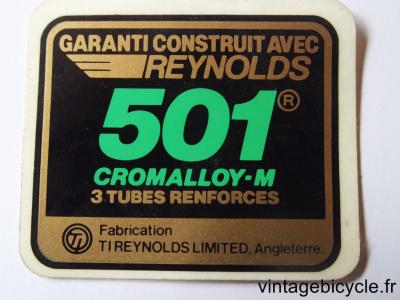 GARANTI CONSTRUIT AVEC
REYNOLDS
501®
CROMALLOY-M
3 TUBES RENFORCES
TI
Fabrication
TI REYNOLDS LIMITED, Angleterre.
vintagebicycle.fr